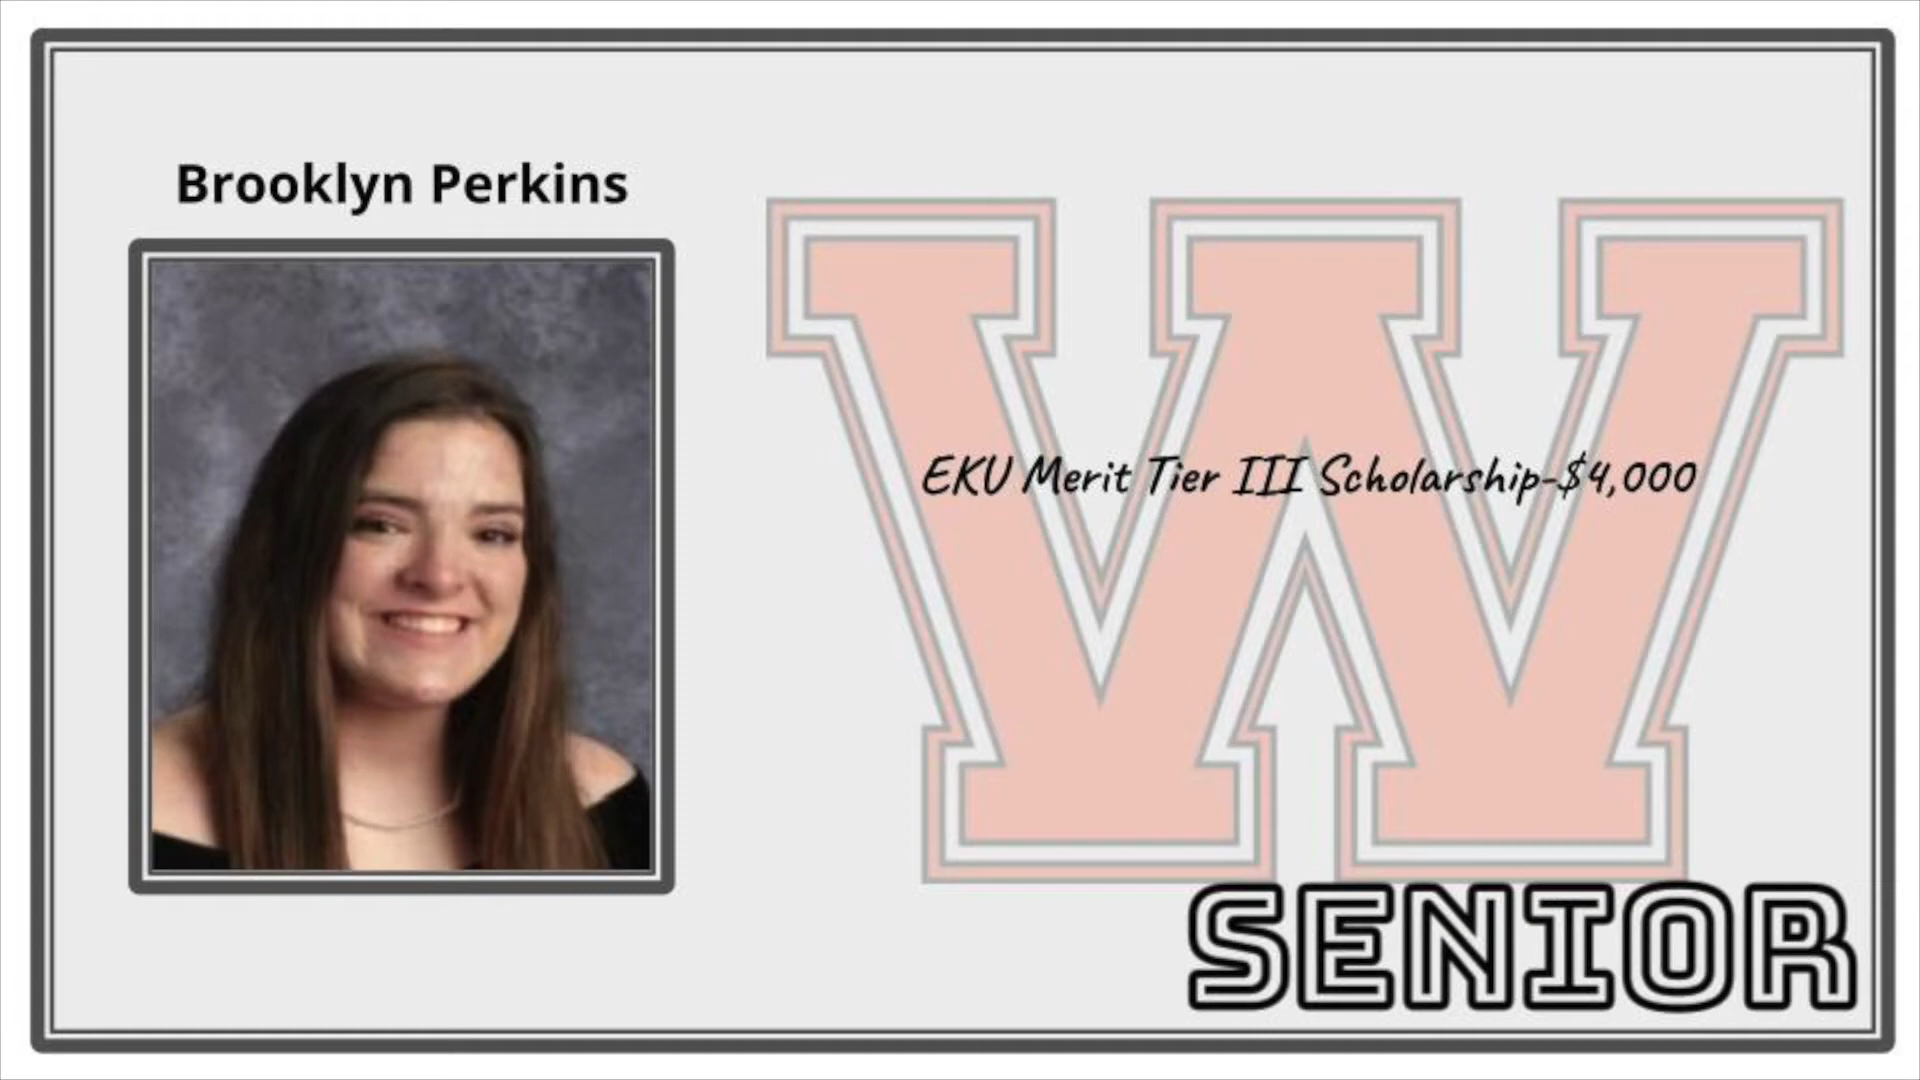 Brooklyn Perkins
W
EKU Merit Tier III Scholarship-$4,000
SENIOR